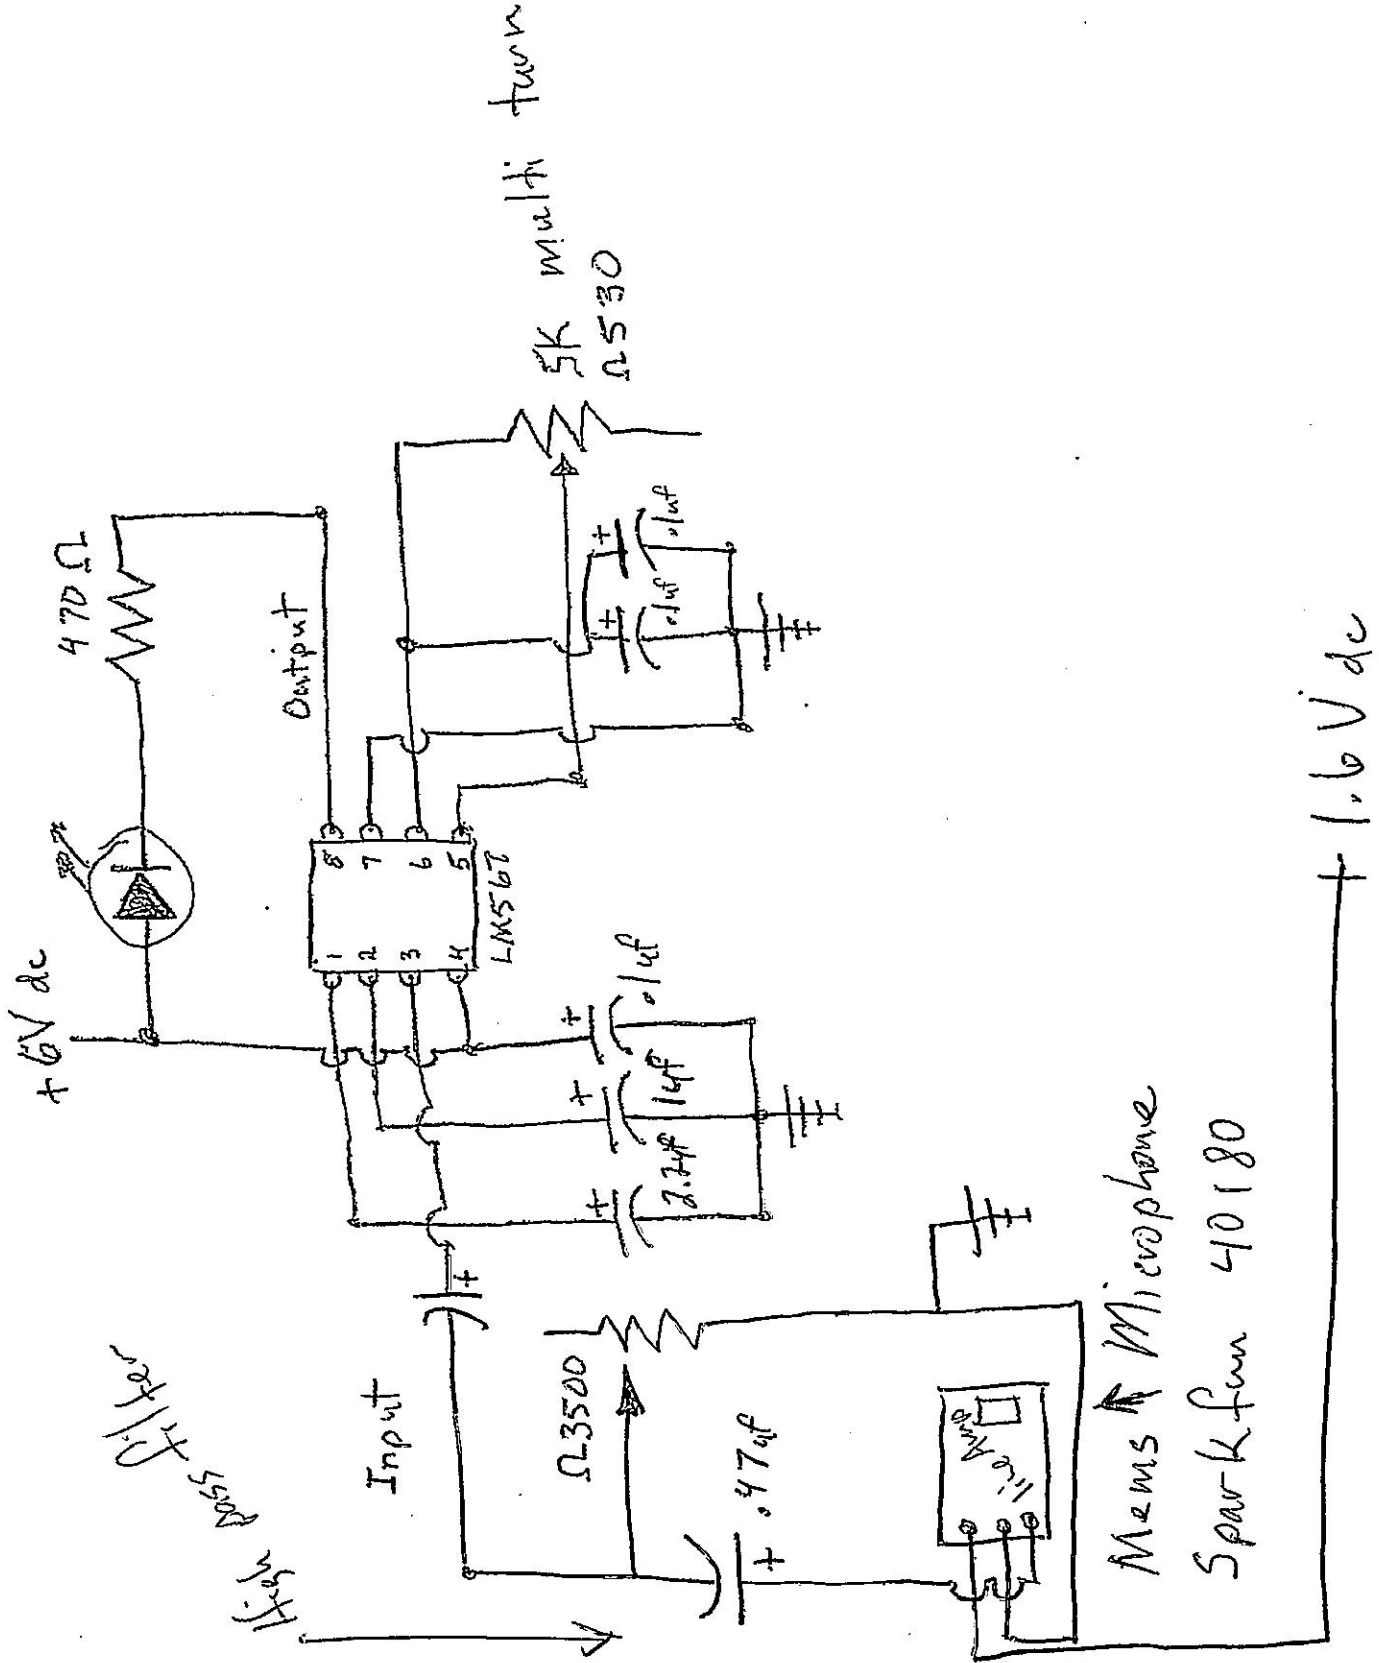 +6V dc
470 Ω
Output
1
2
3
4
8
7
6
5
LM567
5K multi turn
Ω530
.1uf
.1uf
2.2uf
1uf
.1uf
High pass filter
Input
+
Ω3500
.47uf
+
+
+
+
+
+
Mems Microphone
Sparkfun 40180
+ 1.6V dc